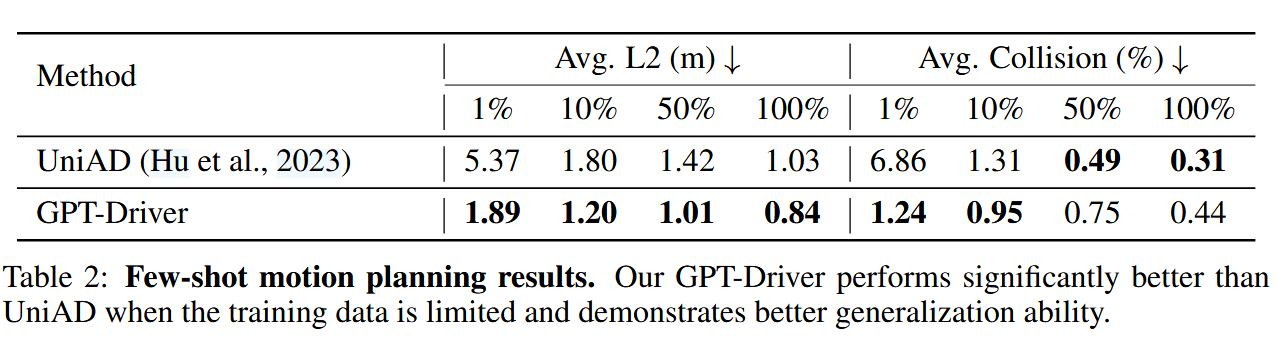 Method Avg. L2 (m) ↓ Avg. Collision (%) ↓
1% 10% 50% 100% 1% 10% 50% 100%
UniAD (Hu et al., 2023) 5.37 1.80 1.42 1.03 6.86 1.31 0.49 0.31
GPT-Driver 1.89 1.20 1.01 0.84 1.24 0.95 0.75 0.44
Table 2: Few-shot motion planning results. Our GPT-Driver performs significantly better than
UniAD when the training data is limited and demonstrates better generalization ability.